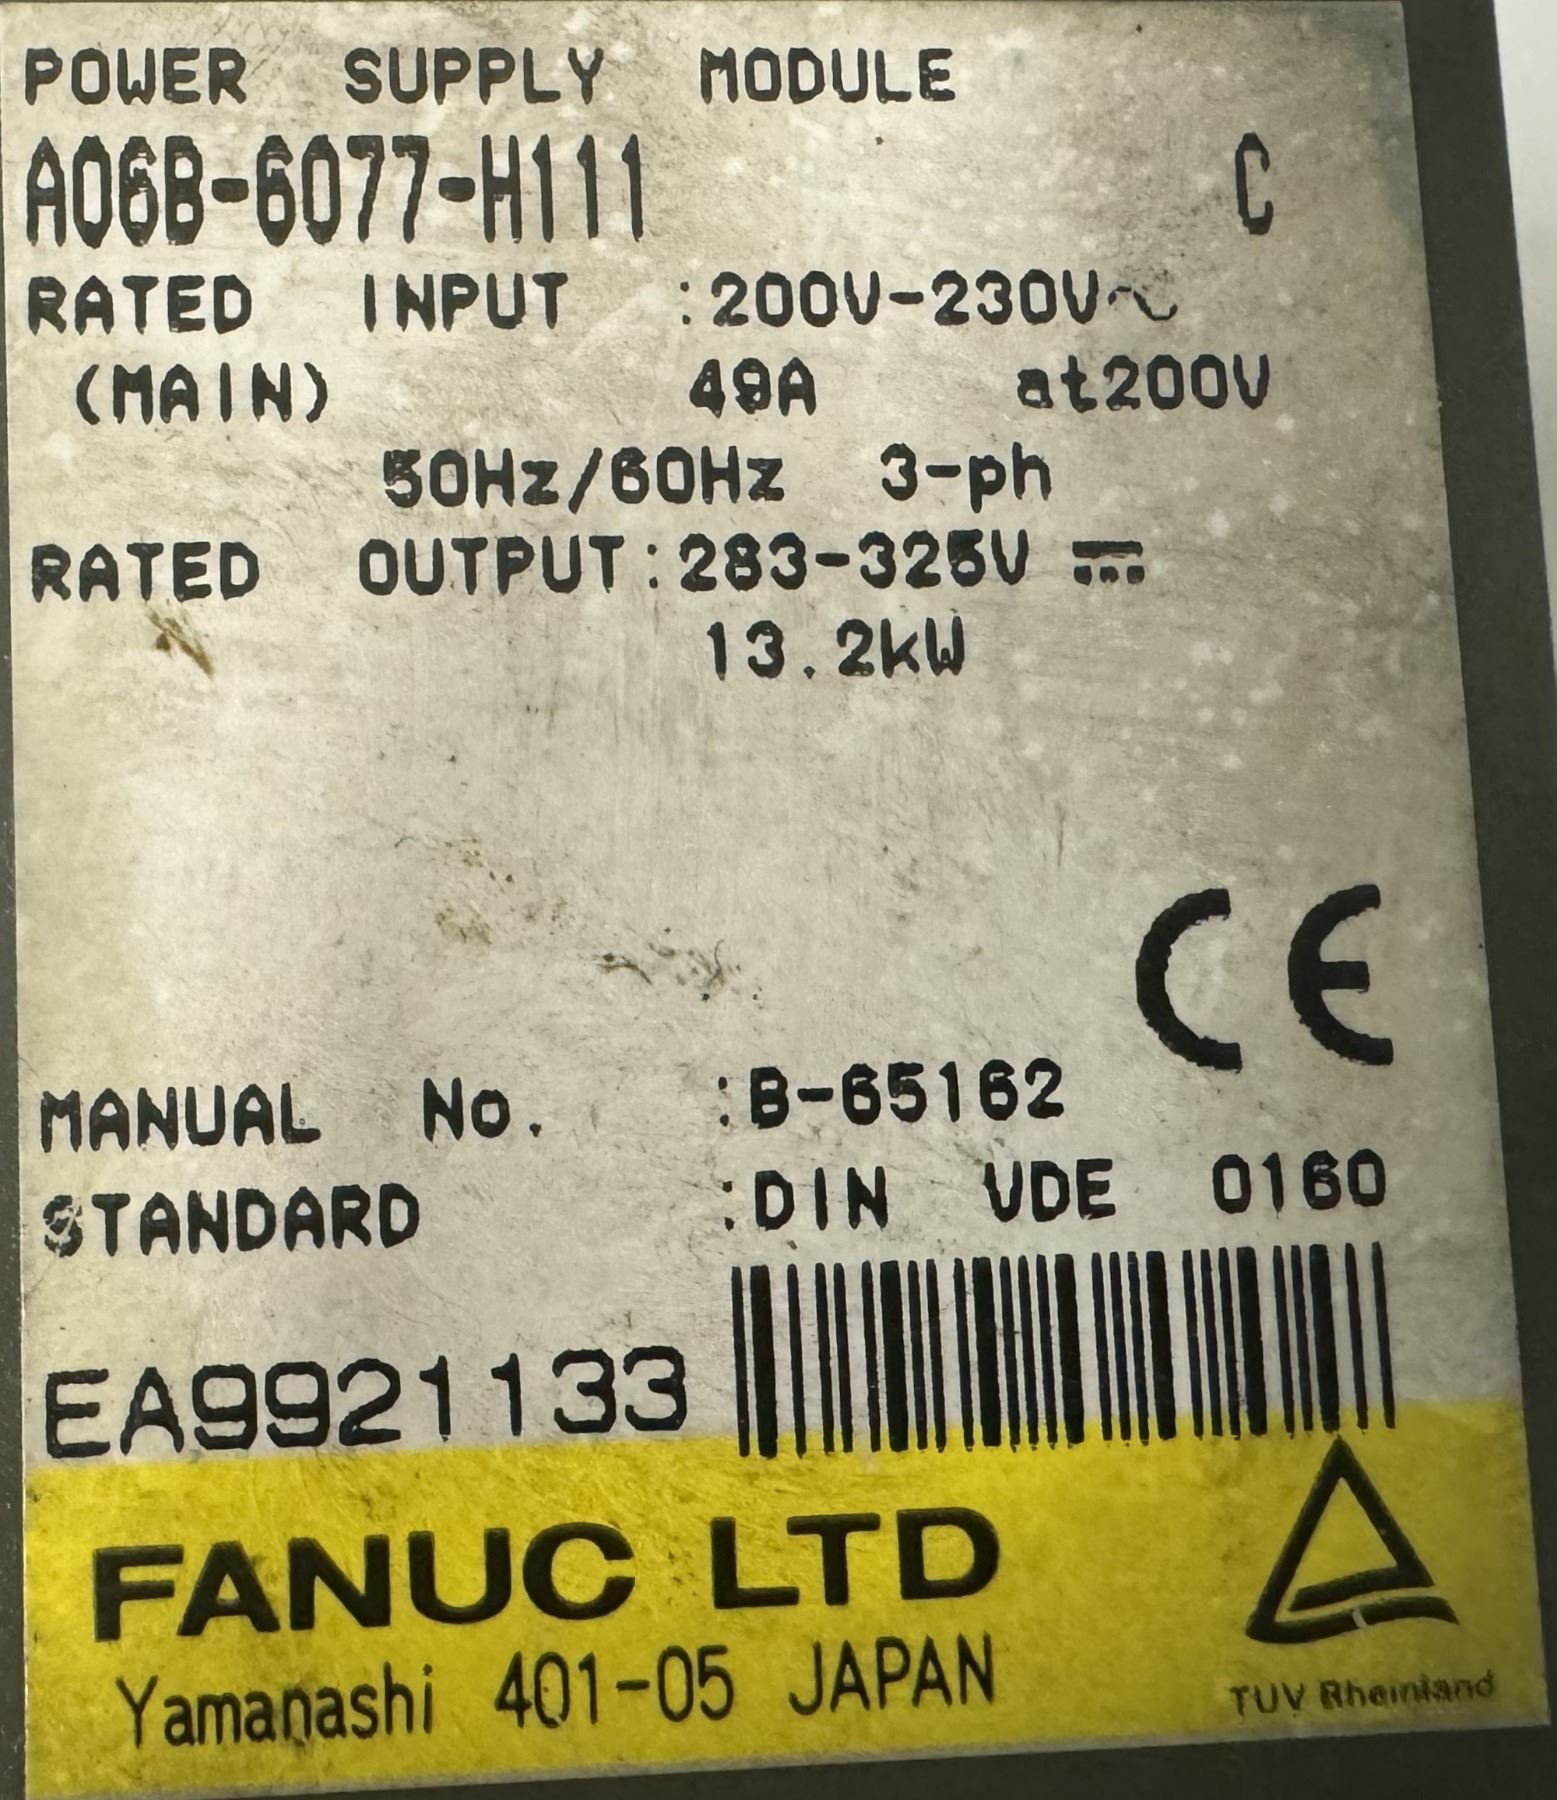 POWER SUPPLY MODULE
A06B-6077-H111 C
RATED INPUT :200V-230V~
(MAIN) 49A at200V
50Hz/60Hz 3-ph
RATED OUTPUT:283-325V ⎓
13.2kW
CE
MANUAL No. :B-65162
STANDARD :DIN VDE 0160
EA9921133
FANUC LTD
Yamanashi 401-05 JAPAN
TUV Rheinland